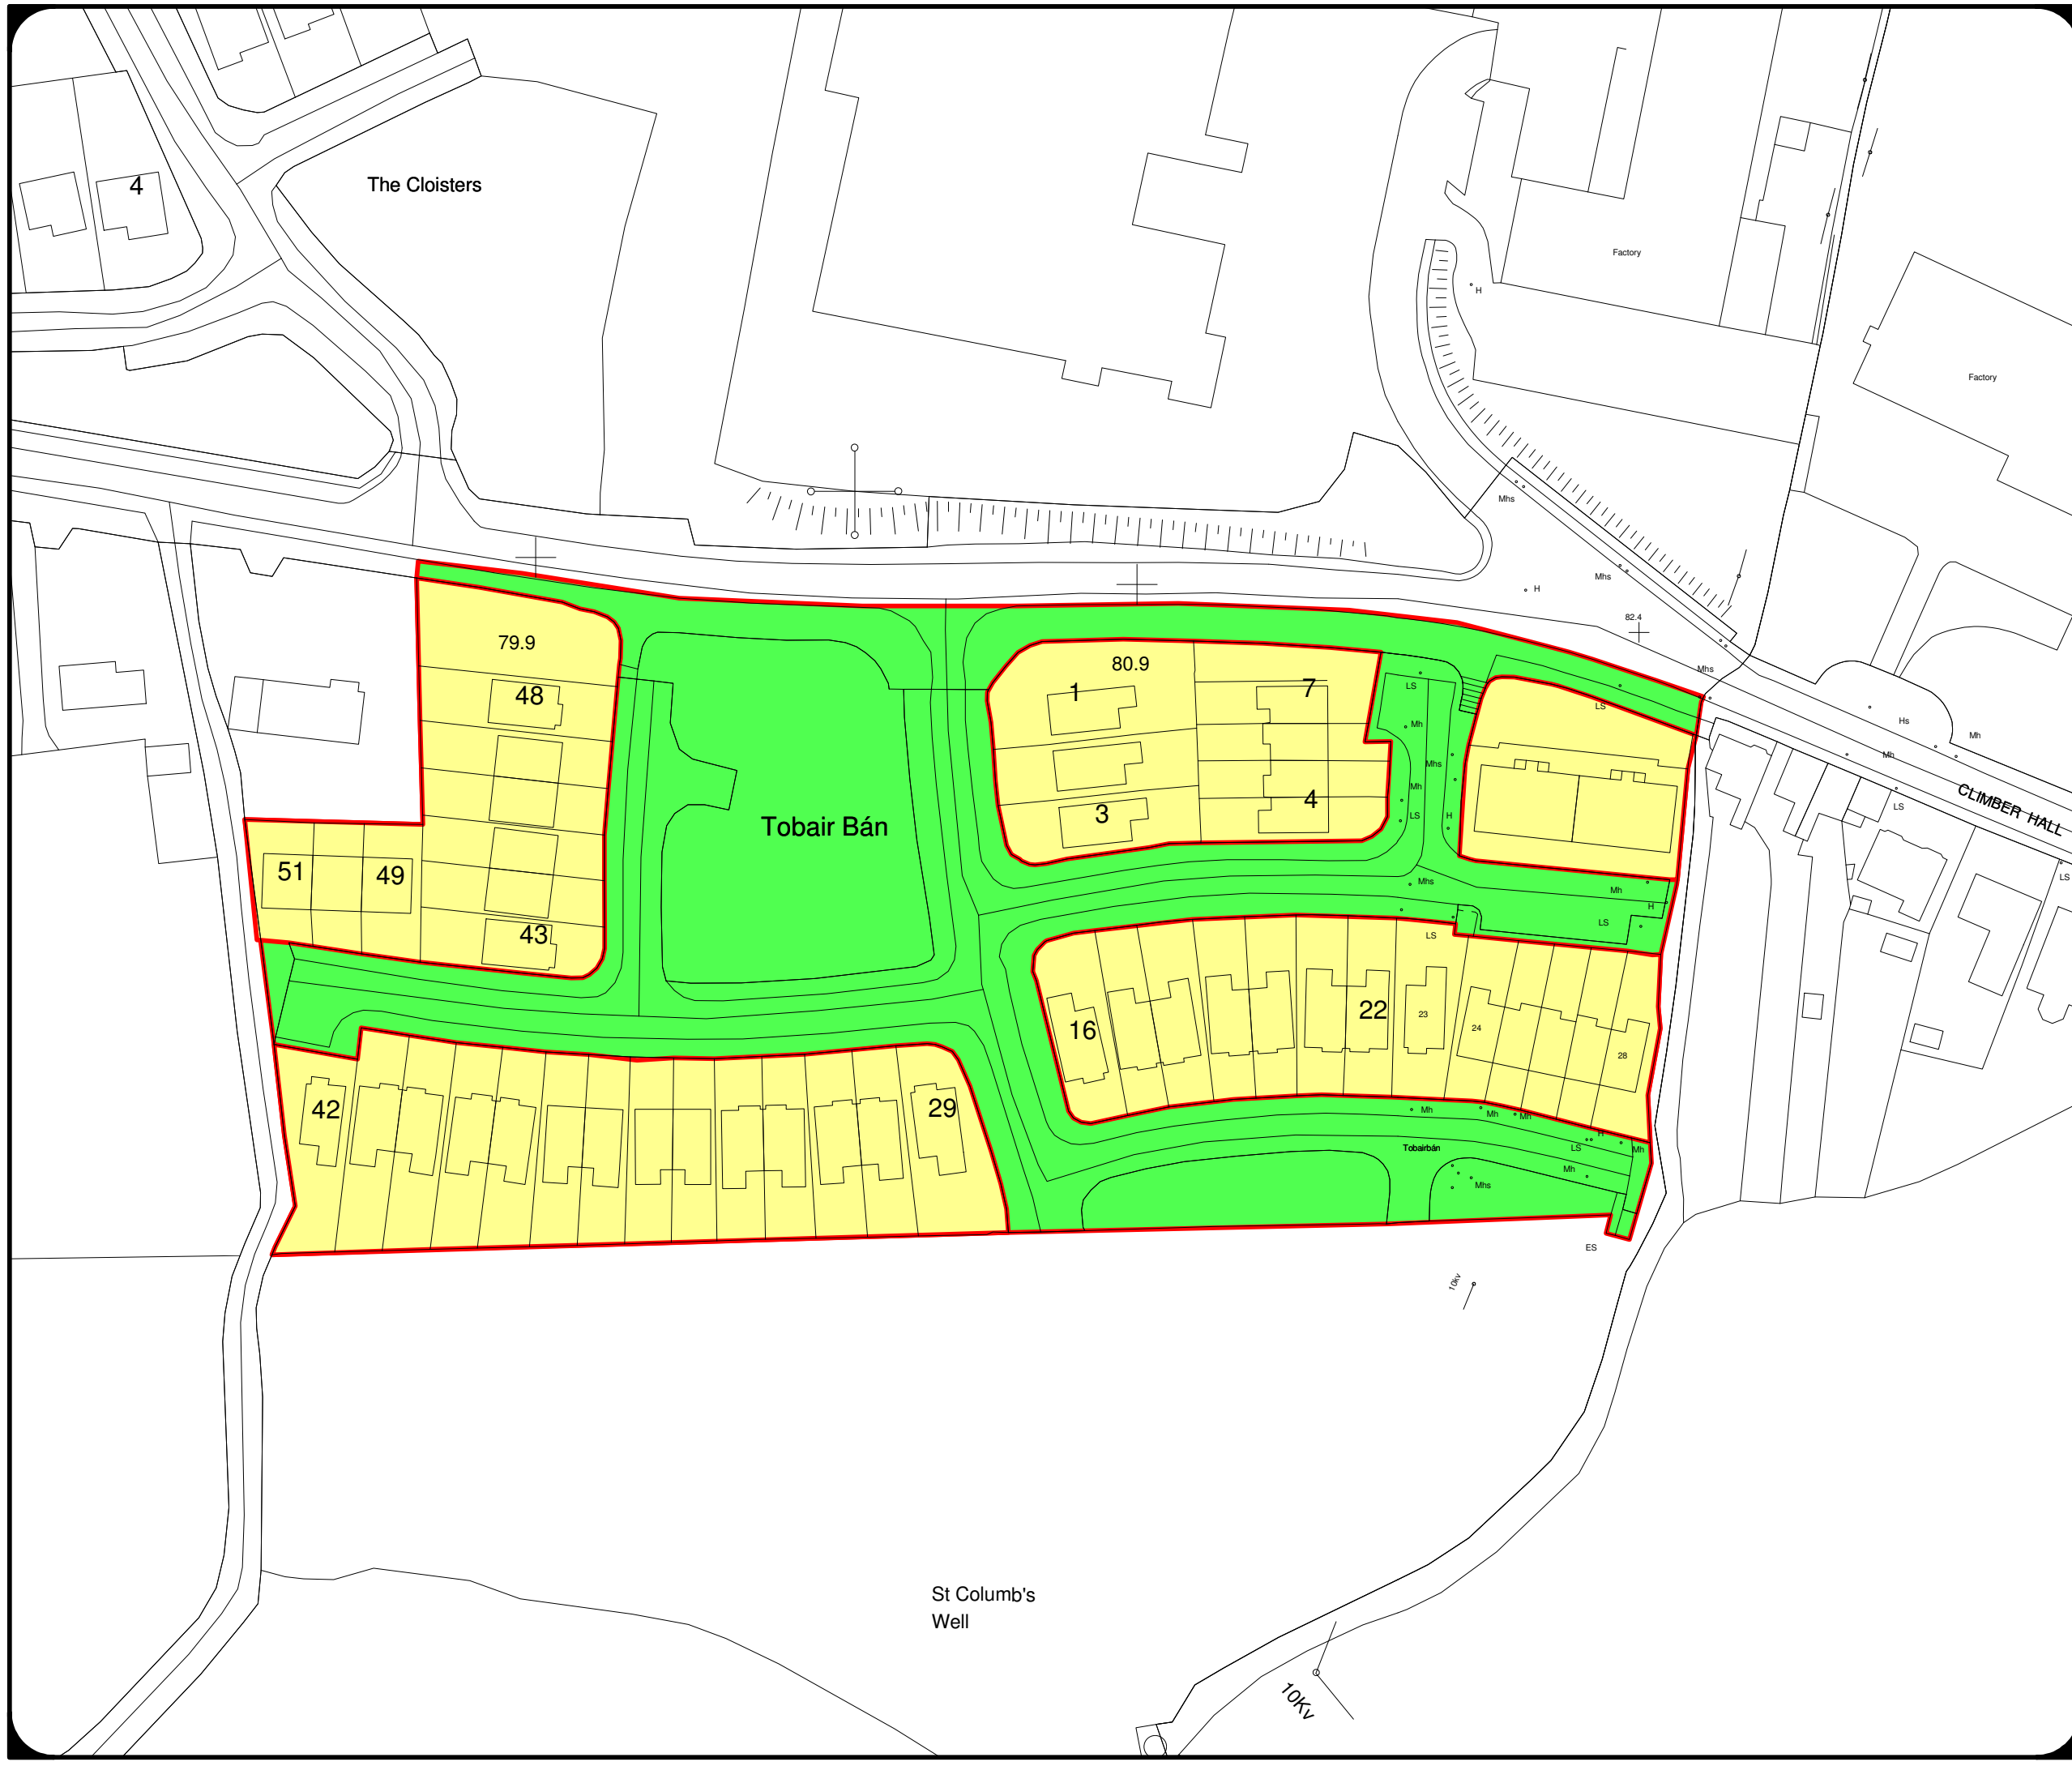 4
The Cloisters
Factory
H
Factory
Mhs
Mhs
H
82.4
Mhs
79.9
80.9
48
1
7
LS
LS
Mh
Hs
Mh
Mh
Mhs
Mh
LS
H
3
4
CLIMBER HALL
LS
LS
Tobair Bán
51
49
43
Mhs
Mh
H
LS
LS
16
22
23
24
28
42
29
Mh
Mh
Mh
H
LS
Mh
Tobairbán
Mh
Mhs
ES
10kv
St Columb's
Well
10Kv